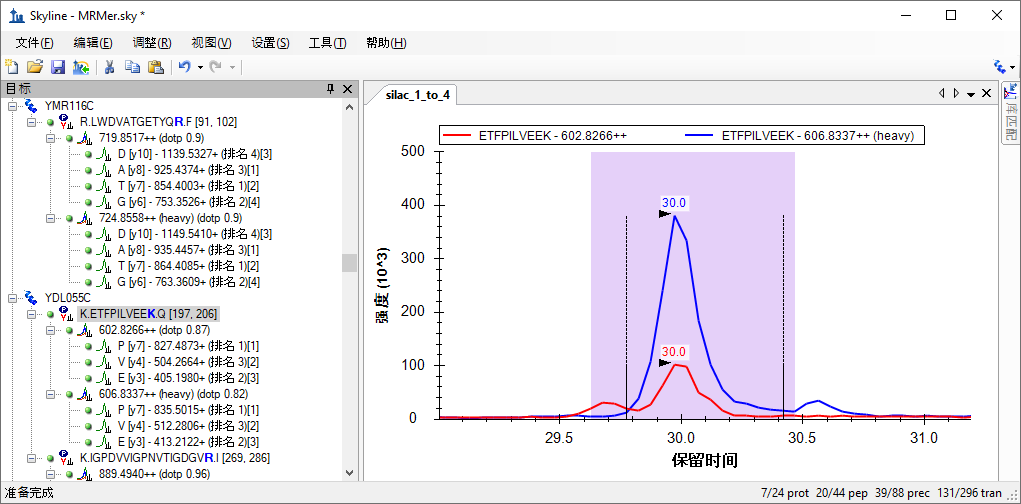 Skyline - MRMer.sky *
文件(F) 编辑(E) 调整(R) 视图(V) 设置(S) 工具(T) 帮助(H)
目标
YMR116C
R.LWDVATGETYQR.F [91, 102]
719.8517++ (dotp 0.9)
D [y10] - 1139.5327+ (排名 4)[3]
A [y8] - 925.4374+ (排名 3)[1]
T [y7] - 854.4003+ (排名 1)[2]
G [y6] - 753.3526+ (排名 2)[4]
724.8558++ (heavy) (dotp 0.9)
D [y10] - 1149.5410+ (排名 4)[3]
A [y8] - 935.4457+ (排名 3)[1]
T [y7] - 864.4085+ (排名 1)[2]
G [y6] - 763.3609+ (排名 2)[4]
YDL055C
K.ETFPILVEEK.Q [197, 206]
602.8266++ (dotp 0.87)
P [y7] - 827.4873+ (排名 1)[1]
V [y4] - 504.2664+ (排名 3)[2]
E [y3] - 405.1980+ (排名 2)[3]
606.8337++ (heavy) (dotp 0.82)
P [y7] - 835.5015+ (排名 1)[1]
V [y4] - 512.2806+ (排名 3)[2]
E [y3] - 413.2122+ (排名 2)[3]
K.IGPDVVIGPNVTIGDGVR.I [269, 286]
889.4940++ (dotp 0.96)
silac_1_to_4
ETFPILVEEK - 602.8266++ ETFPILVEEK - 606.8337++ (heavy)
500
400
300
200
100
0
强度 (10^3)
30.0
30.0
29.5 30.0 30.5 31.0
保留时间
库匹配
准备完成
7/24 prot 20/44 pep 39/88 prec 131/296 tran